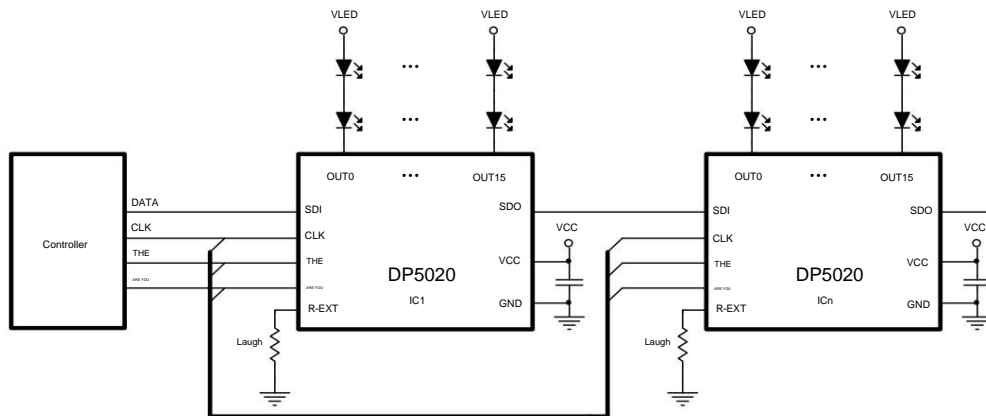 VLED VLED VLED VLED
... ... ... ...
OUT0 ... OUT15
OUT0 ... OUT15
Controller
DATA
CLK
THE
ARE YOU
SDI
CLK
THE
ARE YOU
R-EXT
Laugh
DP5020
IC1
SDO
VCC
VCC
GND
SDI
CLK
THE
ARE YOU
R-EXT
Laugh
DP5020
ICn
SDO
VCC
VCC
GND